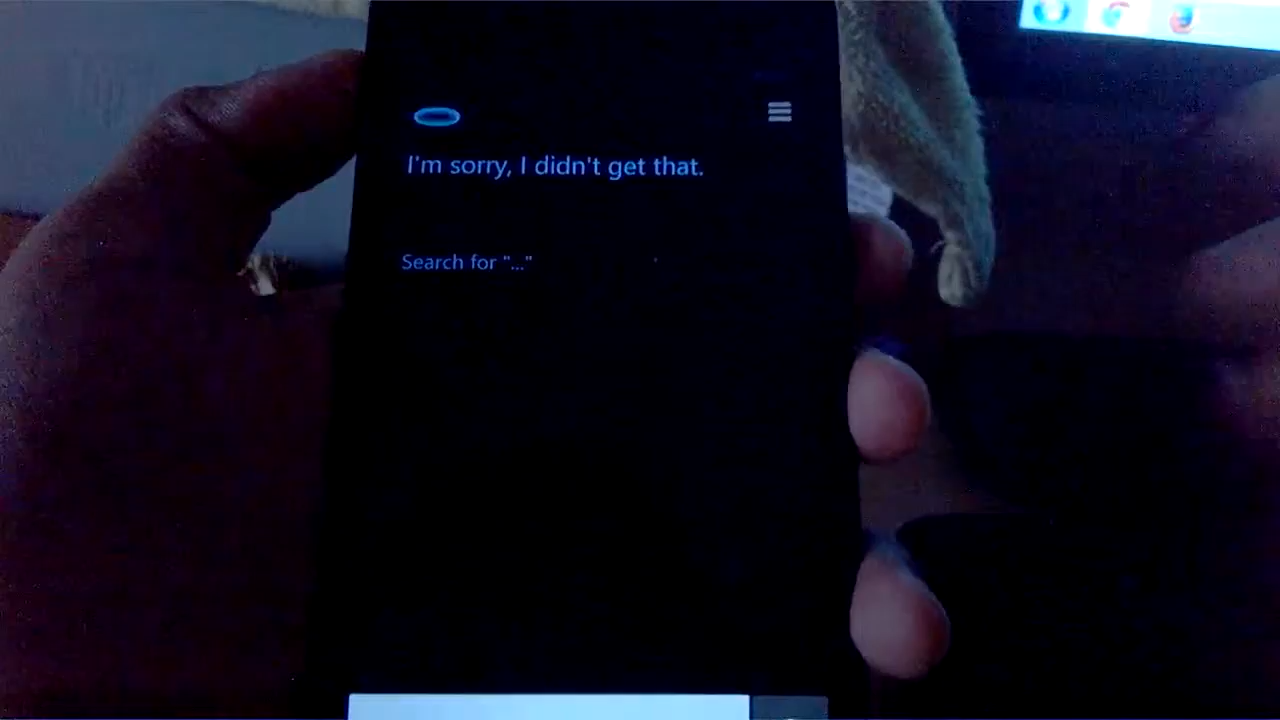 I'm sorry, I didn't get that.
Search for "..."